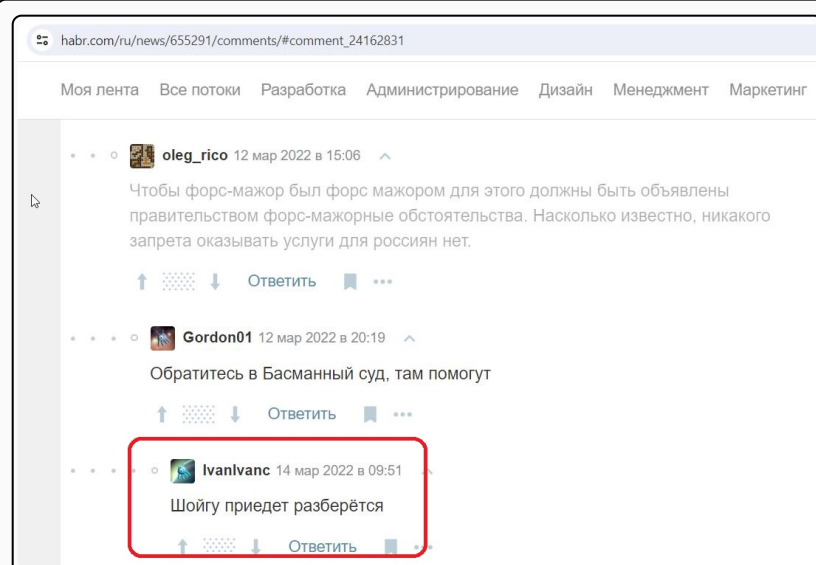 habr.com/ru/news/655291/comments/#comment_24162831
Моя лента Все потоки Разработка Администрирование Дизайн Менеджмент Маркетинг
oleg_rico 12 мар 2022 в 15:06
Чтобы форс-мажор был форс мажором для этого должны быть объявлены
правительством форс-мажорные обстоятельства. Насколько известно, никакого
запрета оказывать услуги для россиян нет.
Ответить
Gordon01 12 мар 2022 в 20:19
Обратитесь в Басманный суд, там помогут
Ответить
IvanIvanc 14 мар 2022 в 09:51
Шойгу приедет разберётся
Ответить